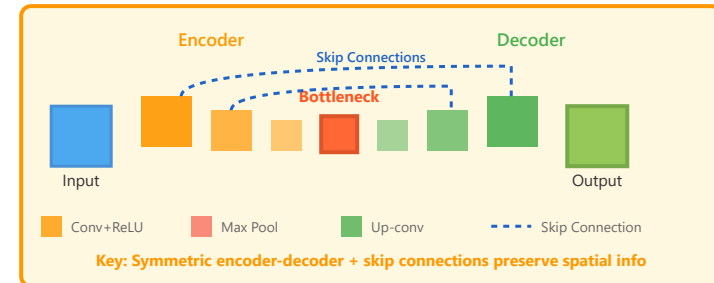 Encoder
Decoder
Skip Connections
Bottleneck
Input
Output
Conv+ReLU
Max Pool
Up-conv
Skip Connection
Key: Symmetric encoder-decoder + skip connections preserve spatial info